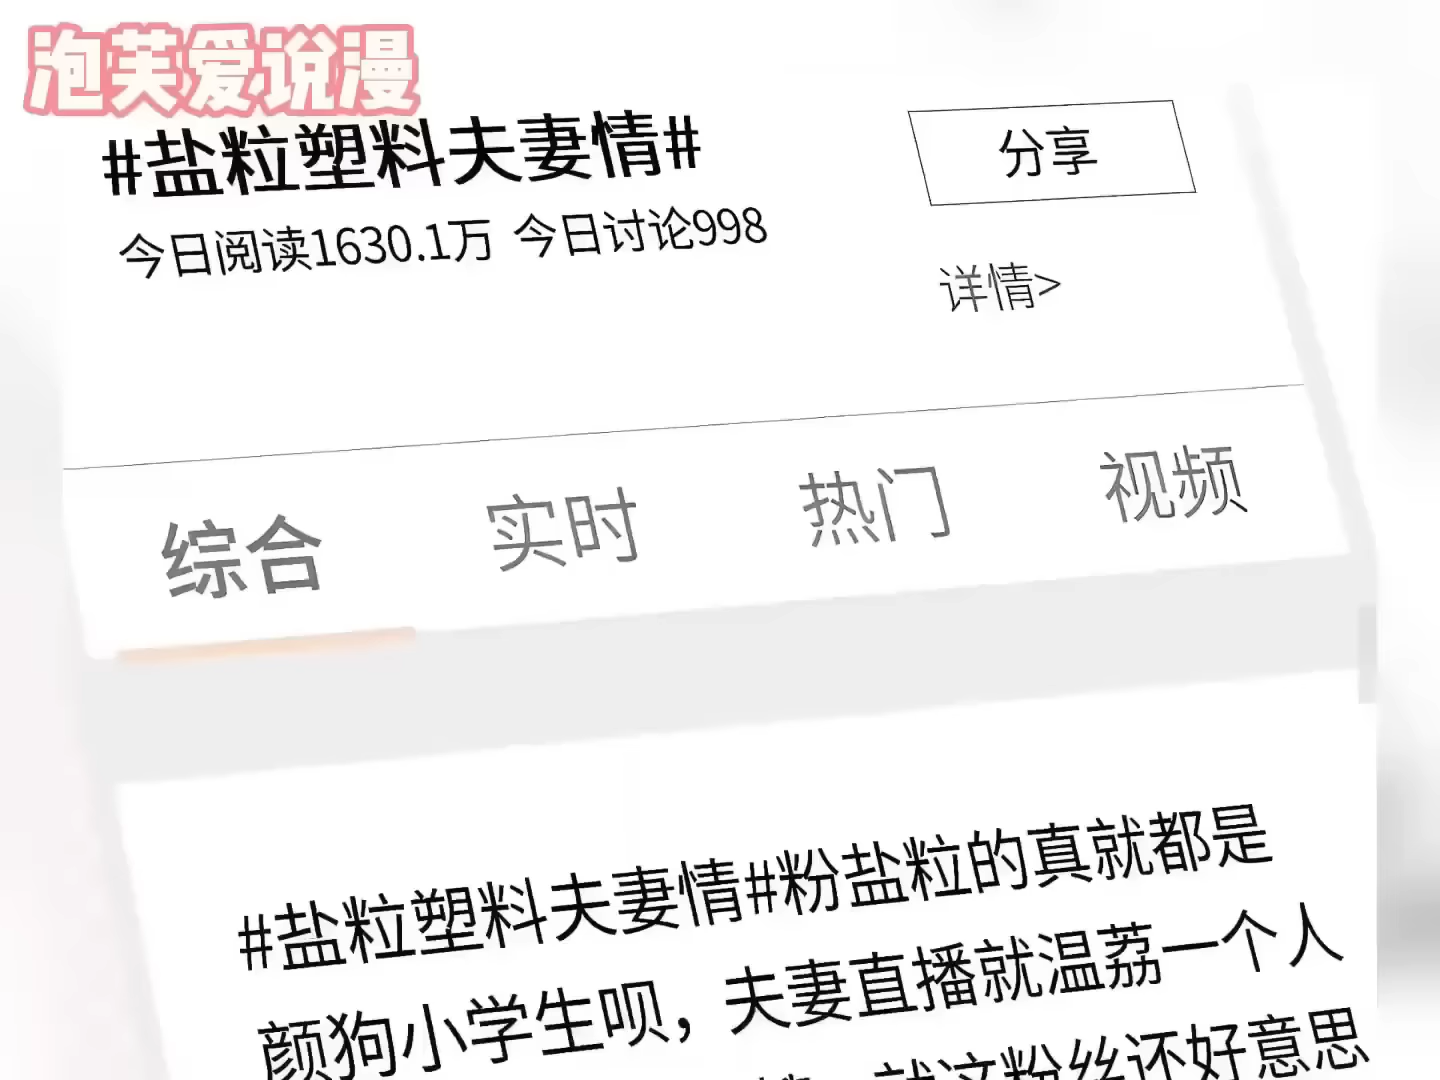 泡芙爱说漫
#盐粒塑料夫妻情#
分享
今日阅读1630.1万 今日讨论998
详情>
综合 实时 热门 视频
#盐粒塑料夫妻情#粉盐粒的真就都是
颜狗小学生呗，夫妻直播就温荔一个人
就这粉丝还好意思